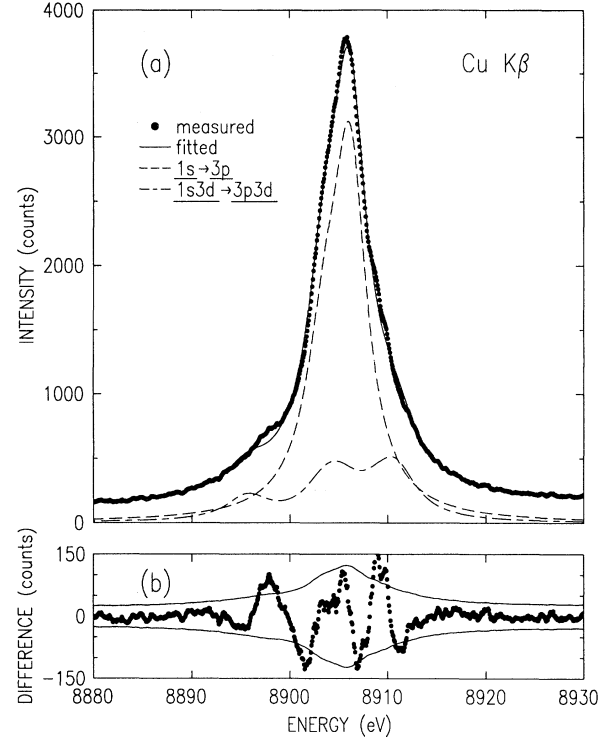 4000
(a)
Cu Kβ
measured
fitted
1s→3p
1s3d→3p3d
3000
2000
1000
0
INTENSITY (counts)
150
(b)
0
−150
DIFFERENCE (counts)
8880
8890
8900
8910
8920
8930
ENERGY (eV)